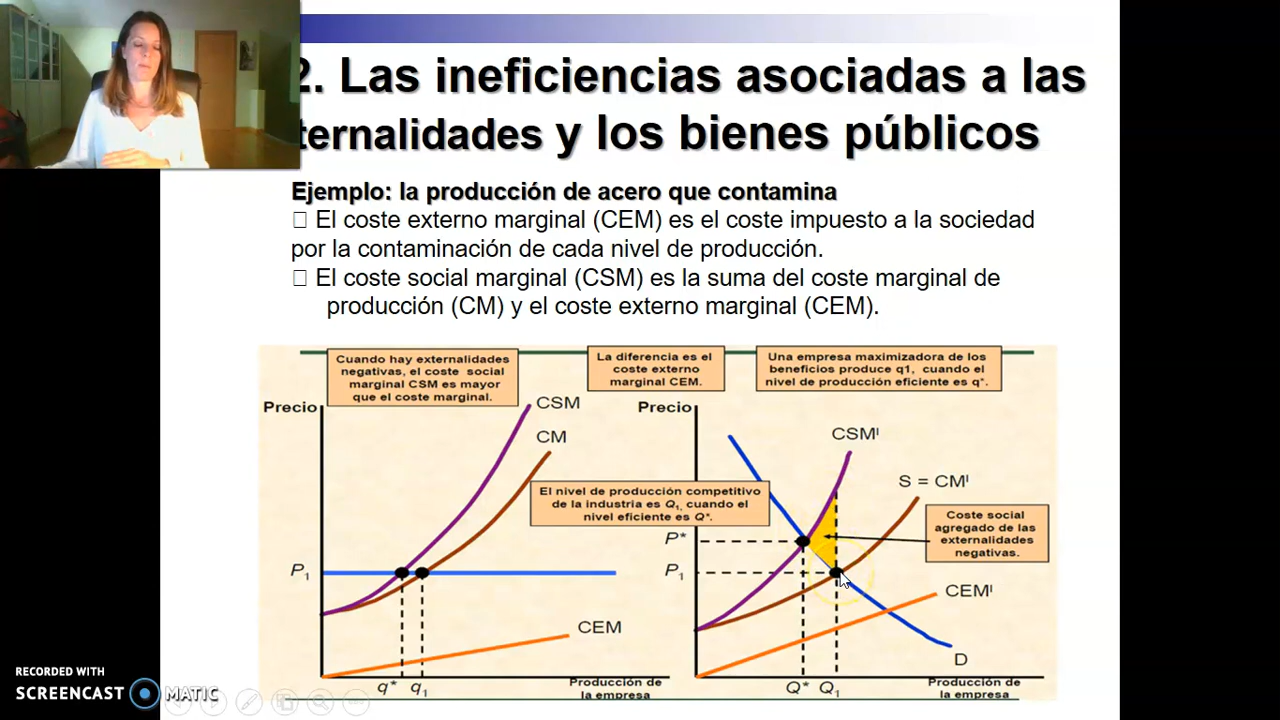 2. Las ineficiencias asociadas a las
ternalidades y los bienes públicos
Ejemplo: la producción de acero que contamina
El coste externo marginal (CEM) es el coste impuesto a la sociedad
por la contaminación de cada nivel de producción.
El coste social marginal (CSM) es la suma del coste marginal de
producción (CM) y el coste externo marginal (CEM).
Cuando hay externalidades
negativas, el coste social
marginal CSM es mayor
que el coste marginal.
La diferencia es el
coste externo
marginal CEM.
Una empresa maximizadora de los
beneficios produce q1, cuando el
nivel de producción eficiente es q*.
Precio
CSM
CM
P1
CEM
q* q1
Producción de
la empresa
El nivel de producción competitivo
de la industria es Q1, cuando el
nivel eficiente es Q*.
Precio
CSMᴵ
S = CMᴵ
Coste social
agregado de las
externalidades
negativas.
P*
P1
CEMᴵ
D
Q* Q1
Producción de
la empresa
RECORDED WITH
SCREENCAST MATIC